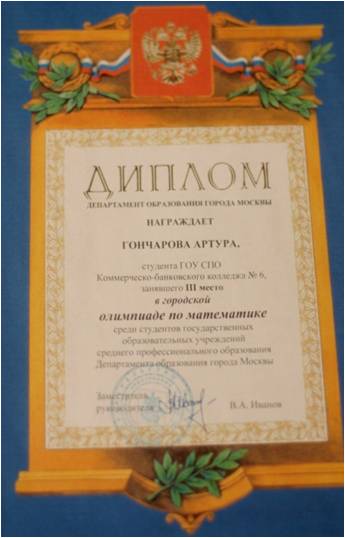 ДИПЛОМ
ДЕПАРТАМЕНТ ОБРАЗОВАНИЯ ГОРОДА МОСКВЫ
НАГРАЖДАЕТ
ГОНЧАРОВА АРТУРА,
студента ГОУ СПО
Коммерческо-банковского колледжа № 6,
занявшего III место
в городской
олимпиаде по математике
среди студентов государственных
образовательных учреждений
среднего профессионального образования
Департамента образования города Москвы
Заместитель
руководителя В.А. Иванов